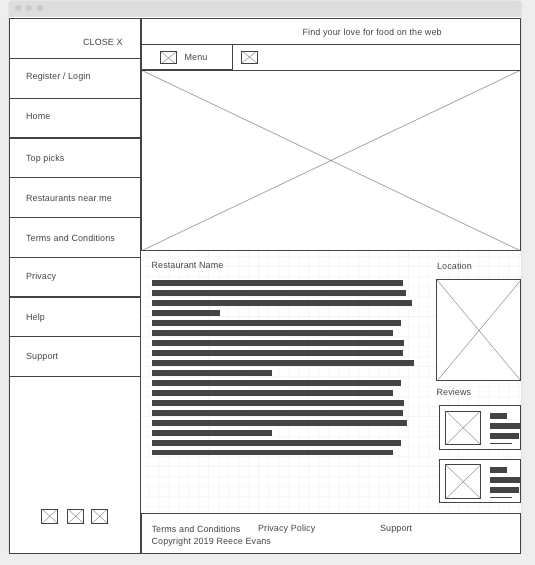 CLOSE X
Register / Login
Home
Top picks
Restaurants near me
Terms and Conditions
Privacy
Help
Support
Find your love for food on the web
Menu
Restaurant Name
Location
Reviews
Terms and Conditions Privacy Policy Support
Copyright 2019 Reece Evans